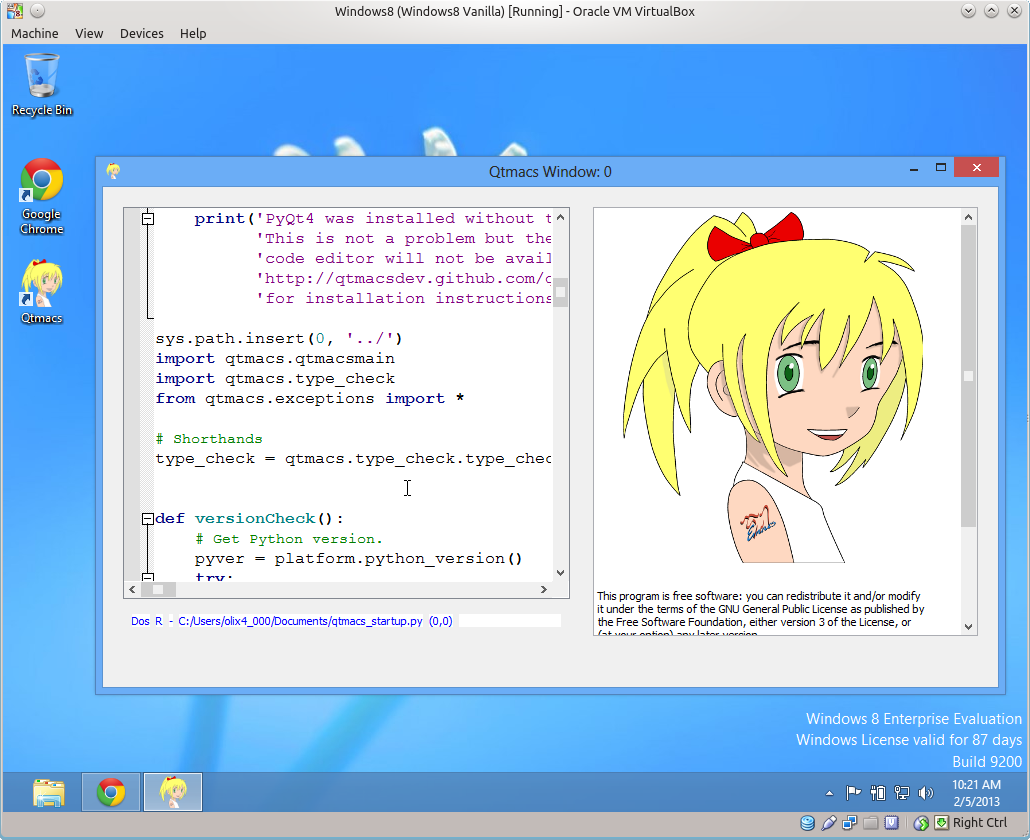 Windows8 (Windows8 Vanilla) [Running] - Oracle VM VirtualBox
Machine View Devices Help
Recycle Bin
Google
Chrome
Qtmacs
Qtmacs Window: 0
print('PyQt4 was installed without t
'This is not a problem but the
'code editor will not be avail
'http://qtmacsdev.github.com/q
'for installation instructions
sys.path.insert(0, '../')
import qtmacs.qtmacsmain
import qtmacs.type_check
from qtmacs.exceptions import *
# Shorthands
type_check = qtmacs.type_check.type_chec
def versionCheck():
# Get Python version.
pyver = platform.python_version()
try:
Dos R - C:/Users/olix4_000/Documents/qtmacs_startup.py (0,0)
This program is free software: you can redistribute it and/or modify
it under the terms of the GNU General Public License as published by
the Free Software Foundation, either version 3 of the License, or
(at your option) any later version.
Windows 8 Enterprise Evaluation
Windows License valid for 87 days
Build 9200
10:21 AM
2/5/2013
Right Ctrl